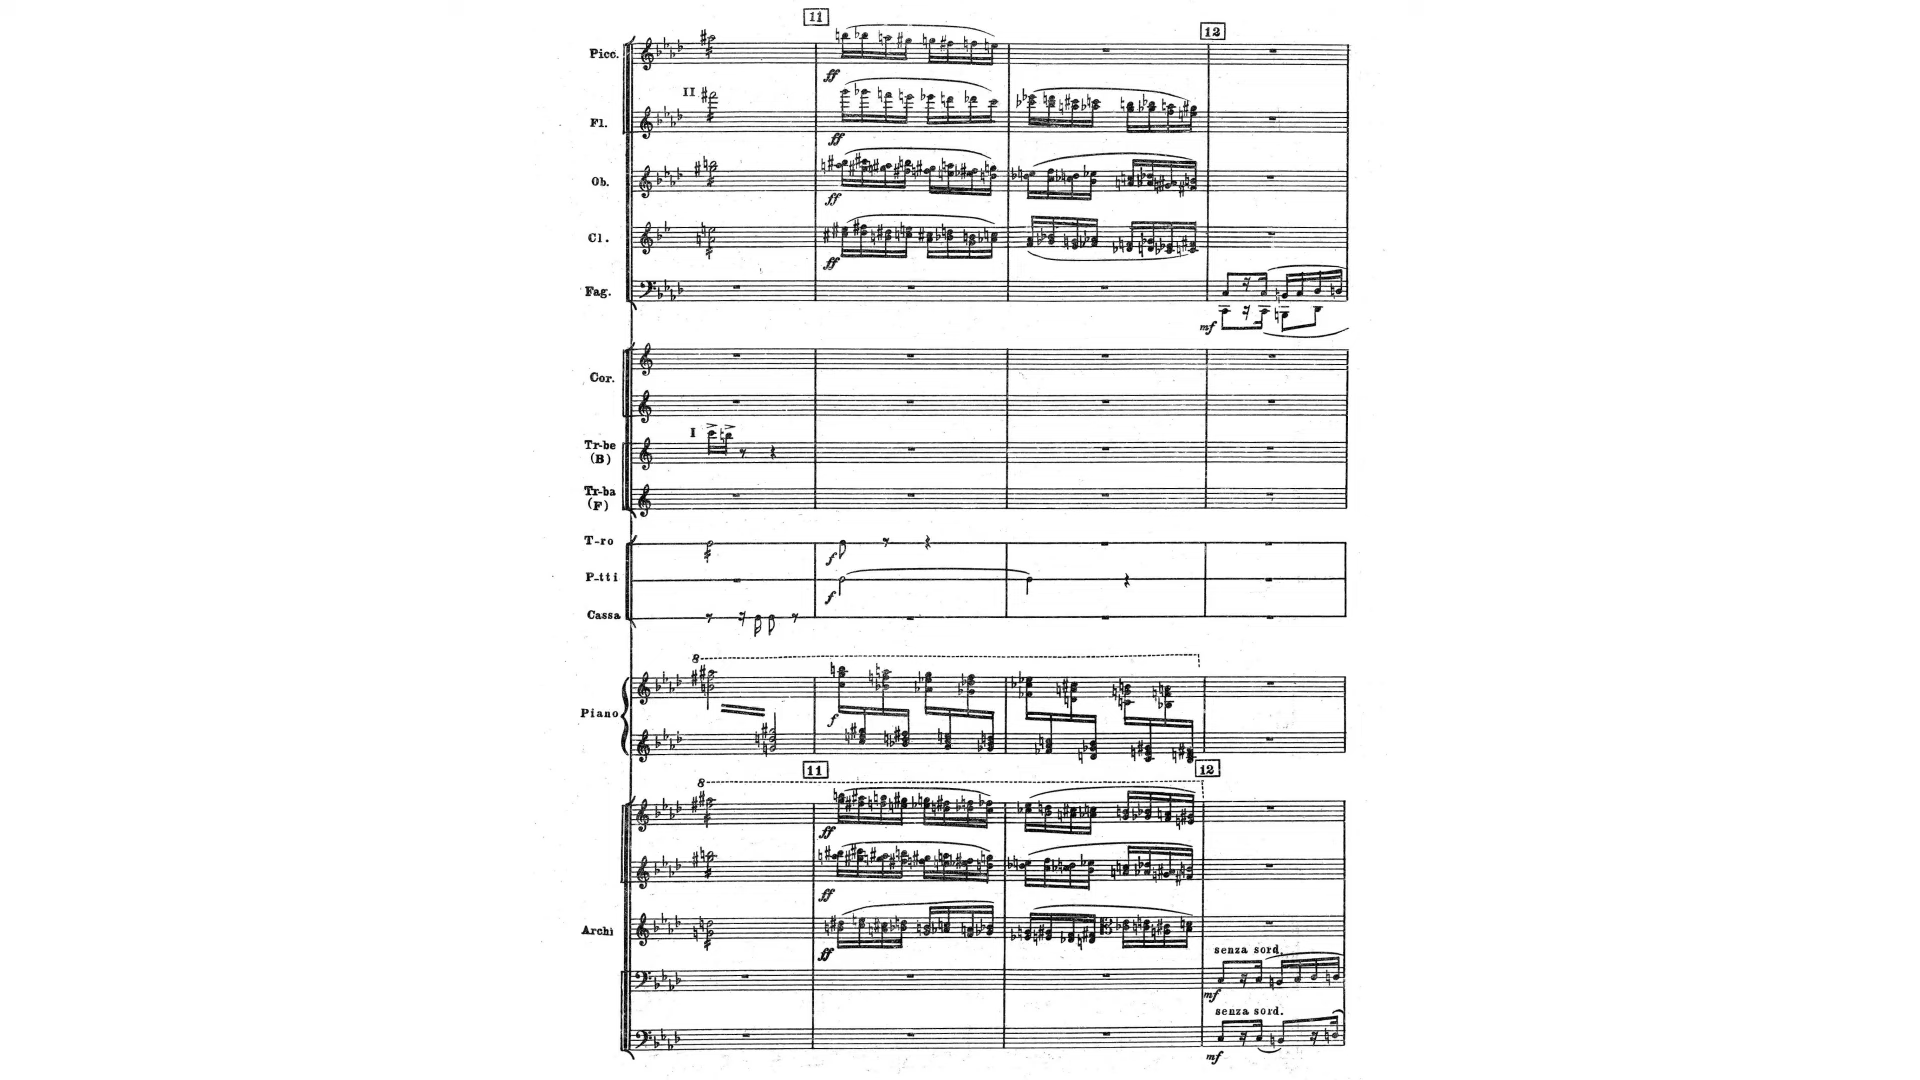 11
12
Picc.
II
Fl.
ff
ff
Ob.
ff
Cl.
ff
Fag.
mf
Cor.
I
Tr-be
(B)
Tr-ba
(F)
T-ro
f
P-tti
f
Cassa
8
Piano
f
11
12
8
ff
ff
Archi
ff
senza sord.
mf
senza sord.
mf